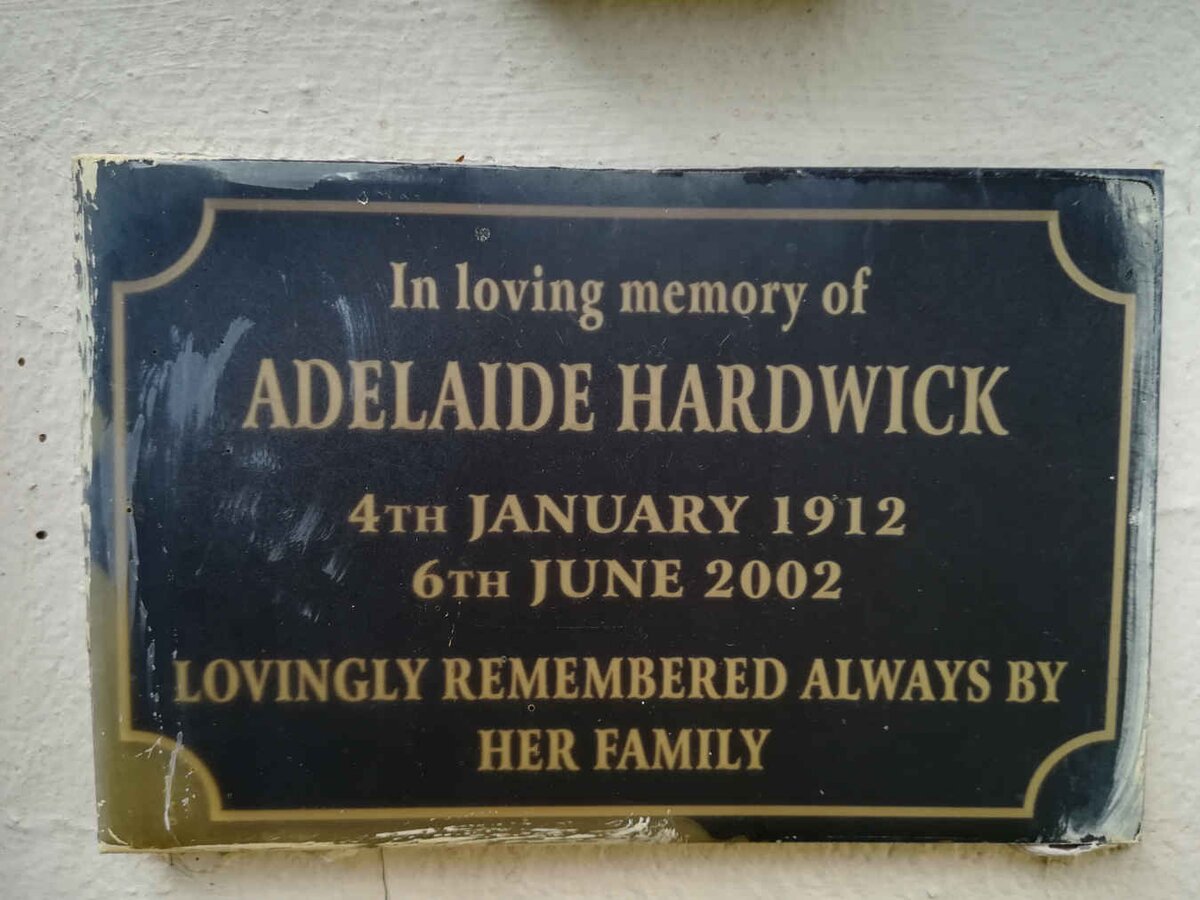 In loving memory of
ADELAIDE HARDWICK
4TH JANUARY 1912
6TH JUNE 2002
LOVINGLY REMEMBERED ALWAYS BY
HER FAMILY